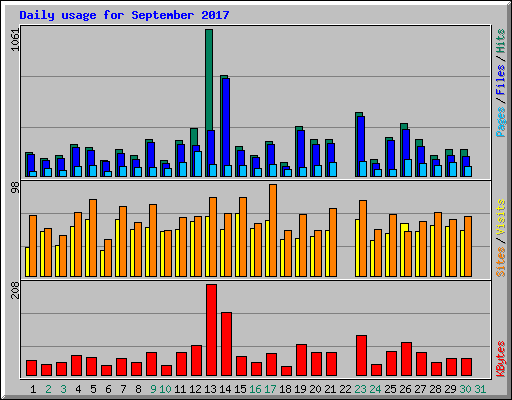 Daily usage for September 2017
1061
Pages / Files / Hits
98
Sites / Visits
208
KBytes
1 2 3 4 5 6 7 8 9 10 11 12 13 14 15 16 17 18 19 20 21 22 23 24 25 26 27 28 29 30 31